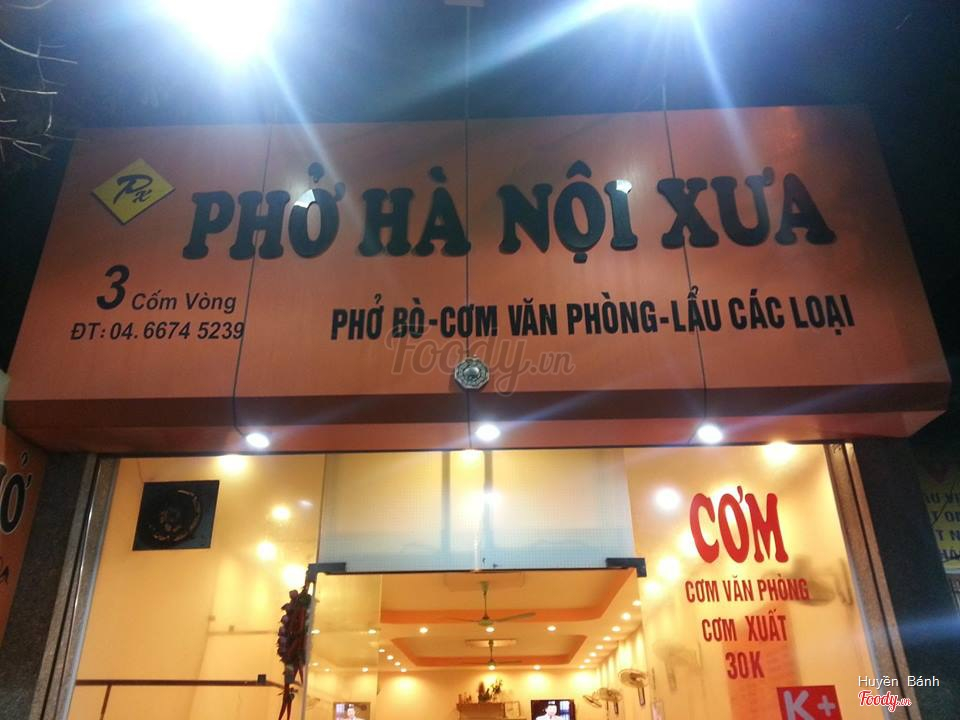 Px
PHỞ HÀ NỘI XƯA
3 Cốm Vòng
ĐT: 04. 6674 5239
PHỞ BÒ-CƠM VĂN PHÒNG-LẨU CÁC LOẠI
Foody.vn
CƠM
CƠM VĂN PHÒNG
CƠM XUẤT
30K
K+
Huyền Bánh
Foody.vn